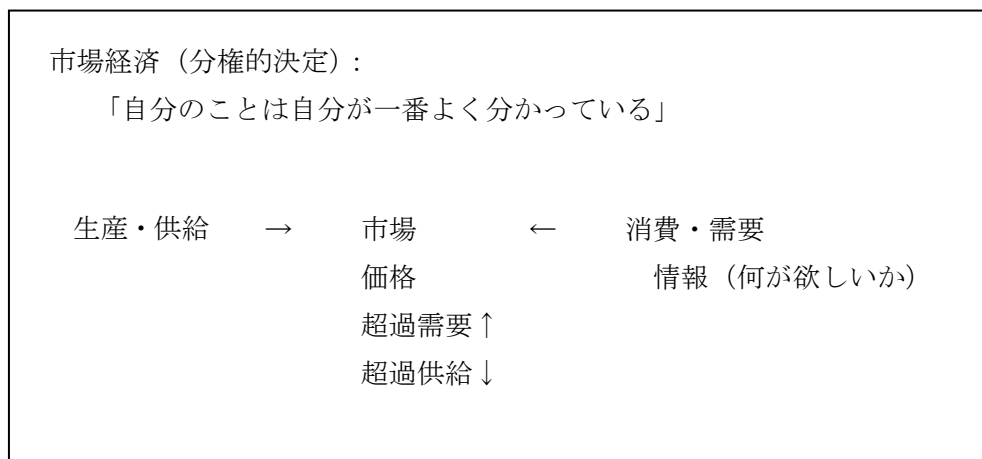 市場経済（分権的決定）:
「自分のことは自分が一番よく分かっている」
生産・供給 → 市場 ← 消費・需要
価格 情報（何が欲しいか）
超過需要↑
超過供給↓